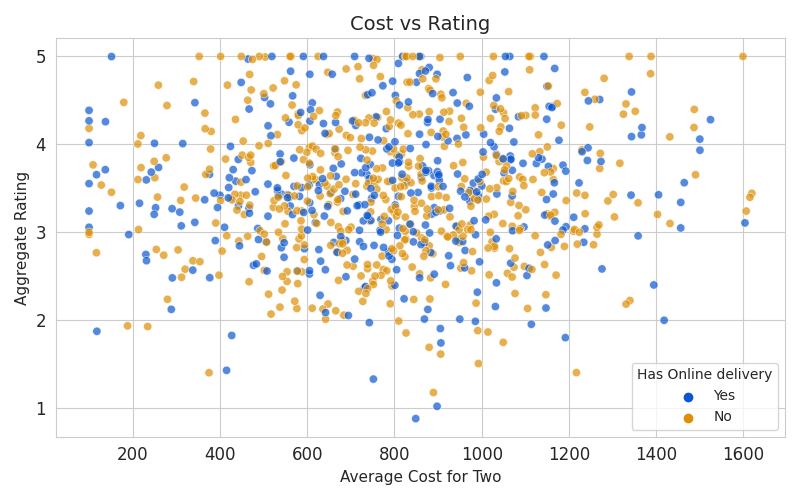 Cost vs Rating
Aggregate Rating
5
4
3
2
1
200 400 600 800 1000 1200 1400 1600
Average Cost for Two
Has Online delivery
Yes
No